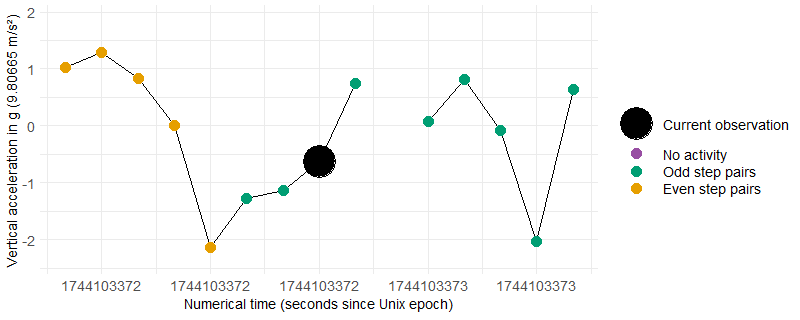 Vertical acceleration in g (9.80665 m/s²)
2
1
0
-1
-2
1744103372 1744103372 1744103372 1744103373 1744103373
Numerical time (seconds since Unix epoch)
Current observation
No activity
Odd step pairs
Even step pairs